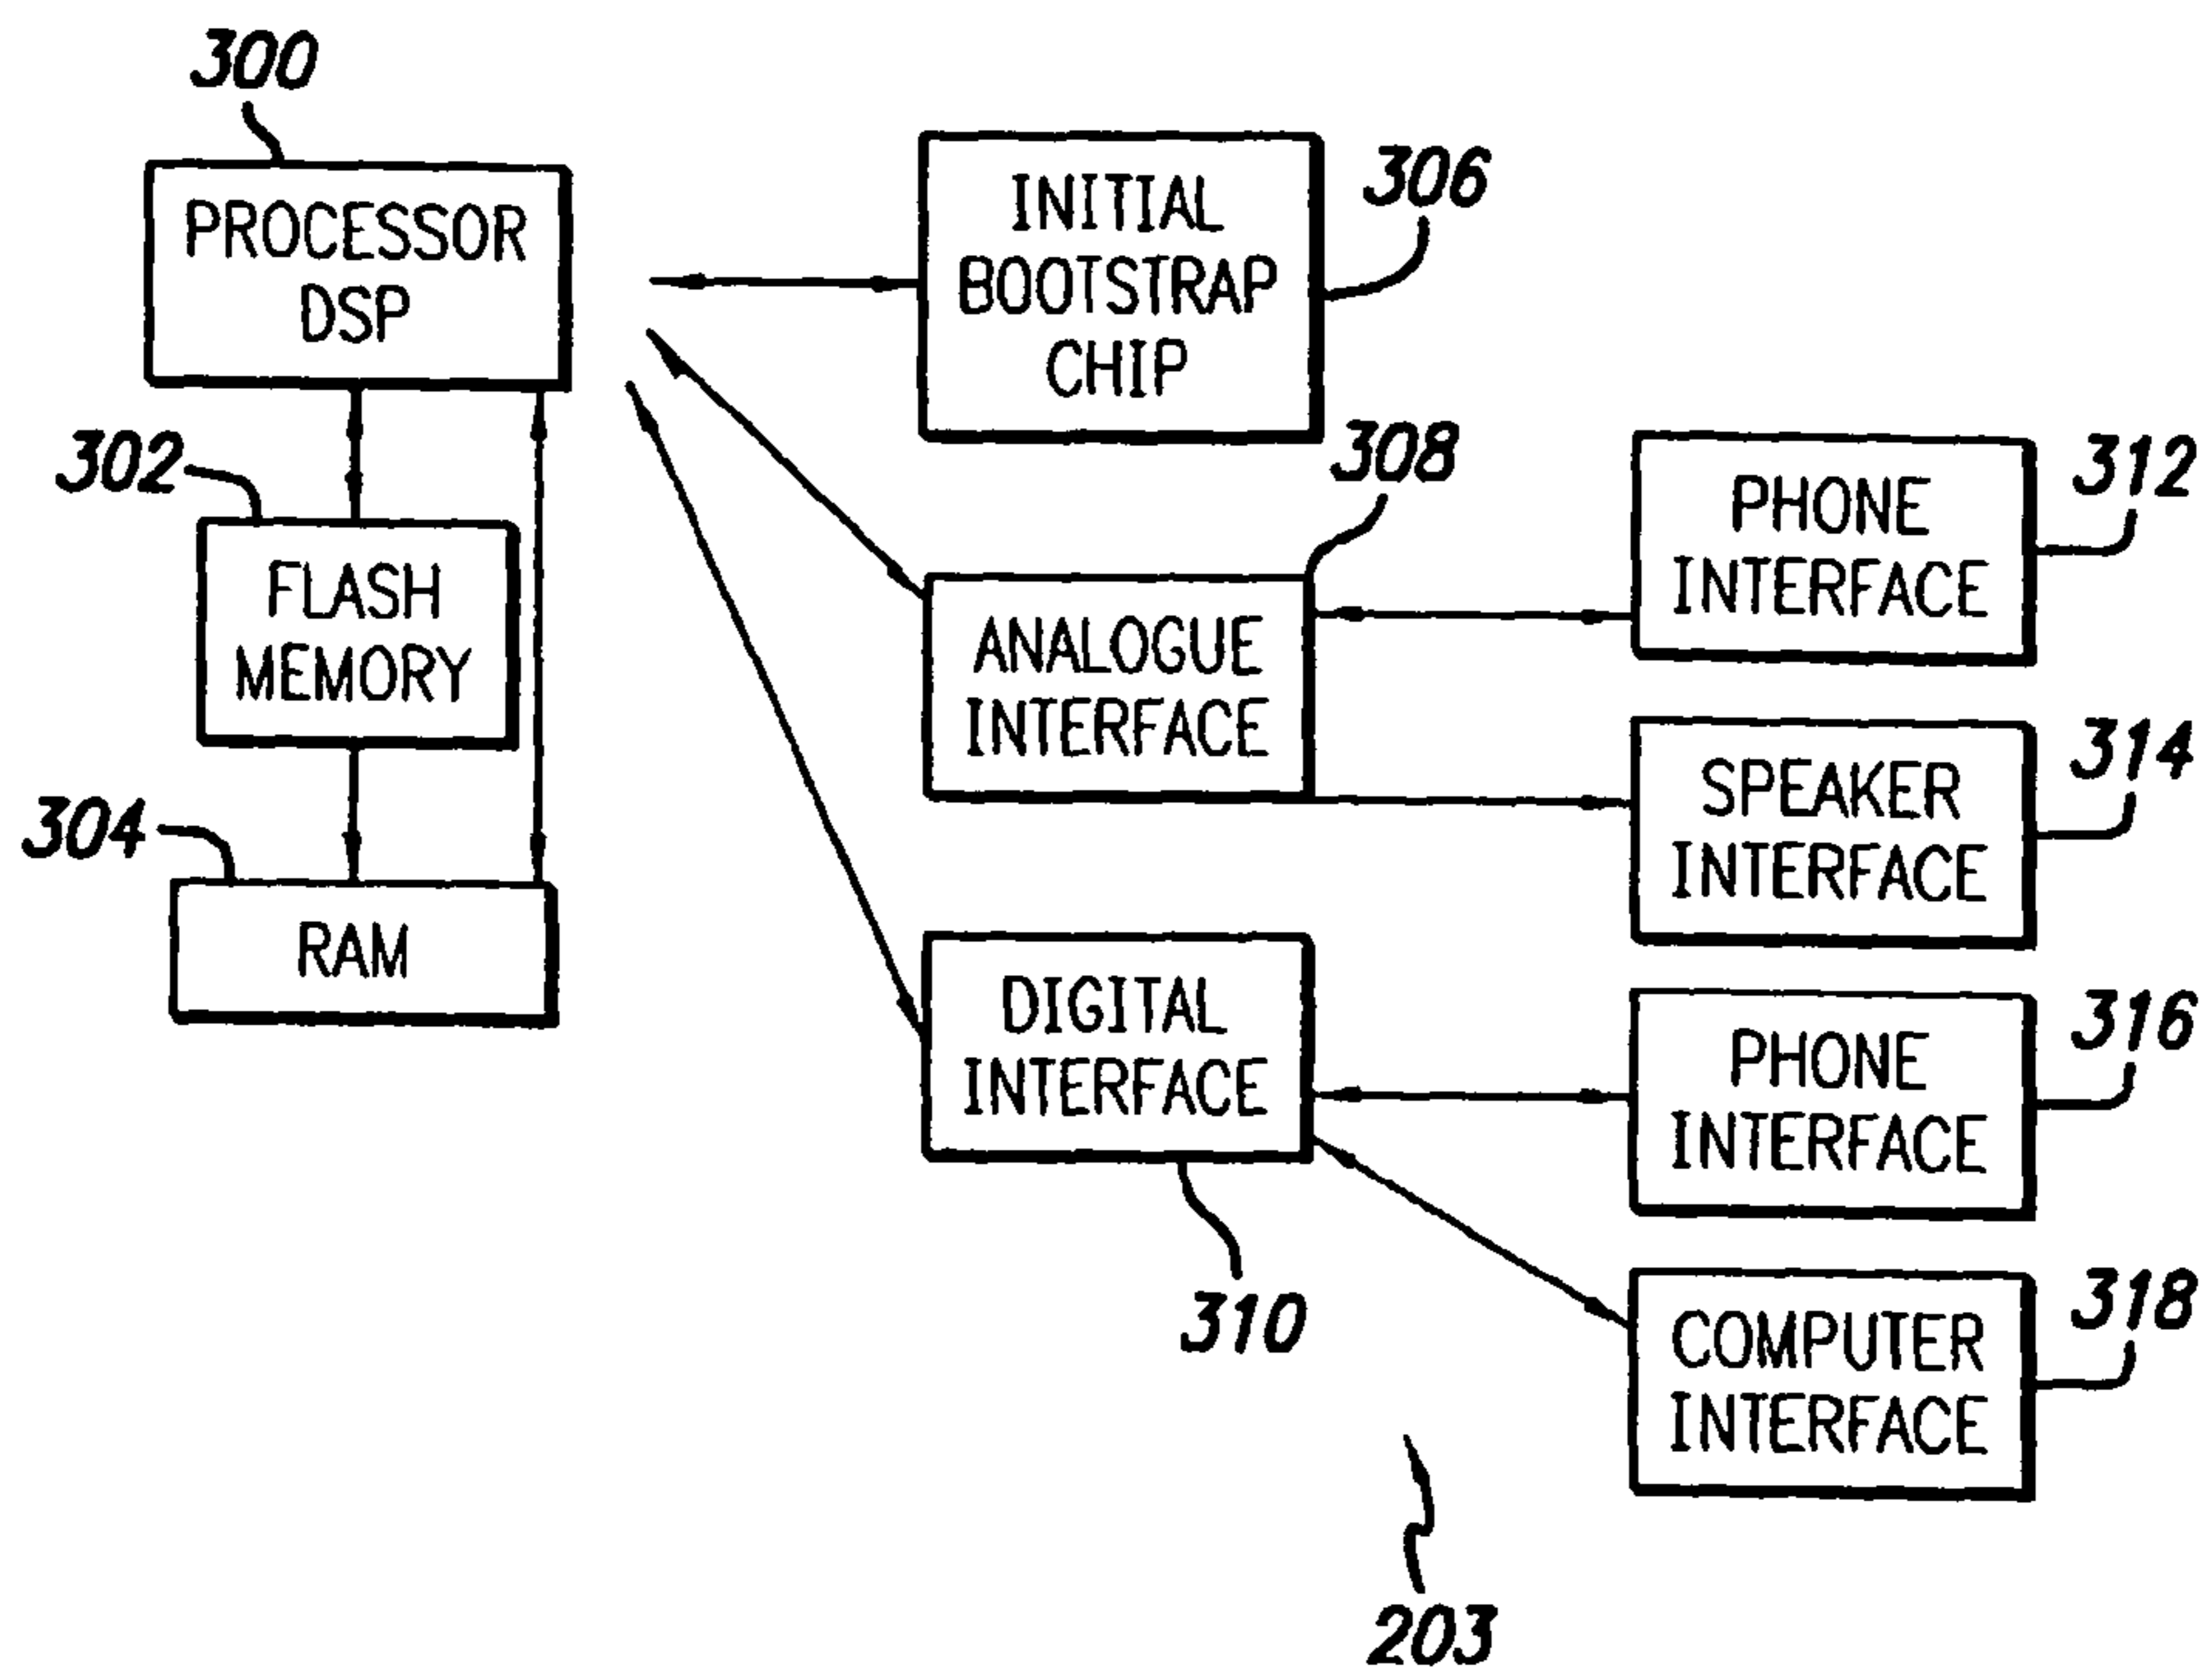 300
PROCESSOR
DSP
302
FLASH
MEMORY
304
RAM
INITIAL
BOOTSTRAP
CHIP
306
308
ANALOGUE
INTERFACE
DIGITAL
INTERFACE
310
PHONE
INTERFACE
312
SPEAKER
INTERFACE
314
PHONE
INTERFACE
316
COMPUTER
INTERFACE
318
203